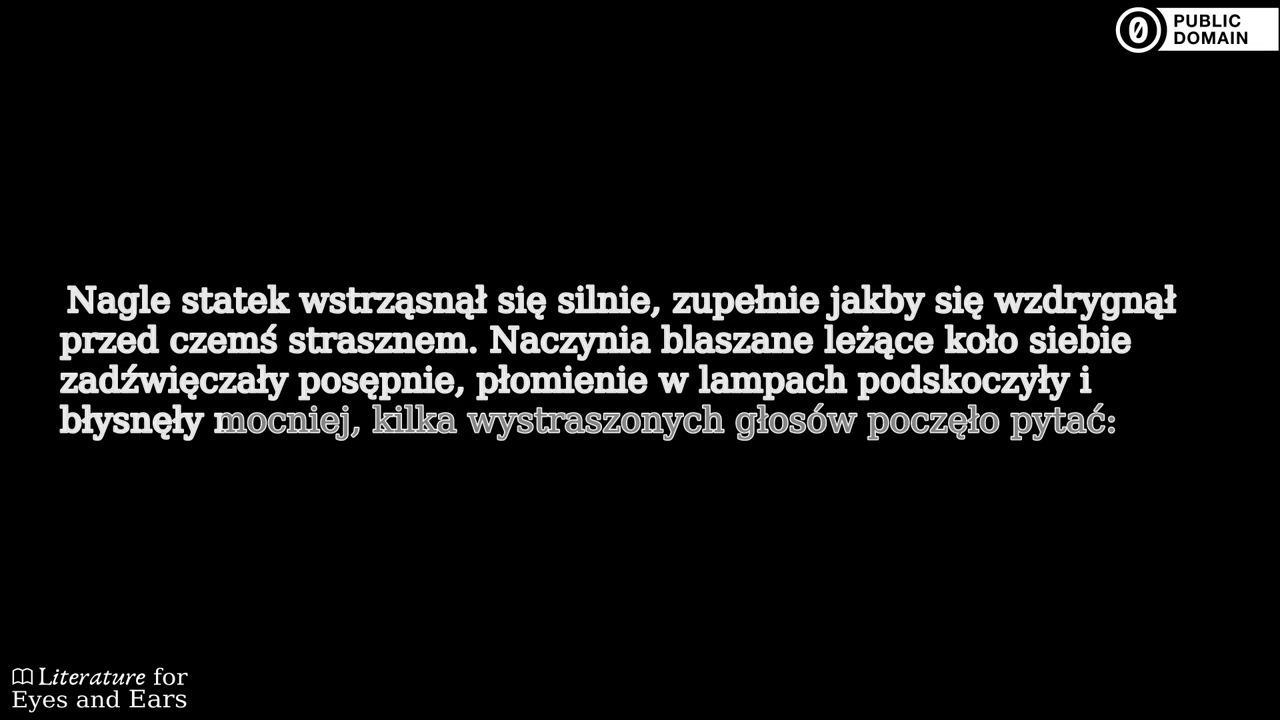 PUBLIC
DOMAIN
Nagle statek wstrząsnął się silnie, zupełnie jakby się wzdrygnął
przed czemś strasznem. Naczynia blaszane leżące koło siebie
zadźwięczały posępnie, płomienie w lampach podskoczyły i
błysnęły mocniej, kilka wystraszonych głosów poczęło pytać:
Literature for
Eyes and Ears